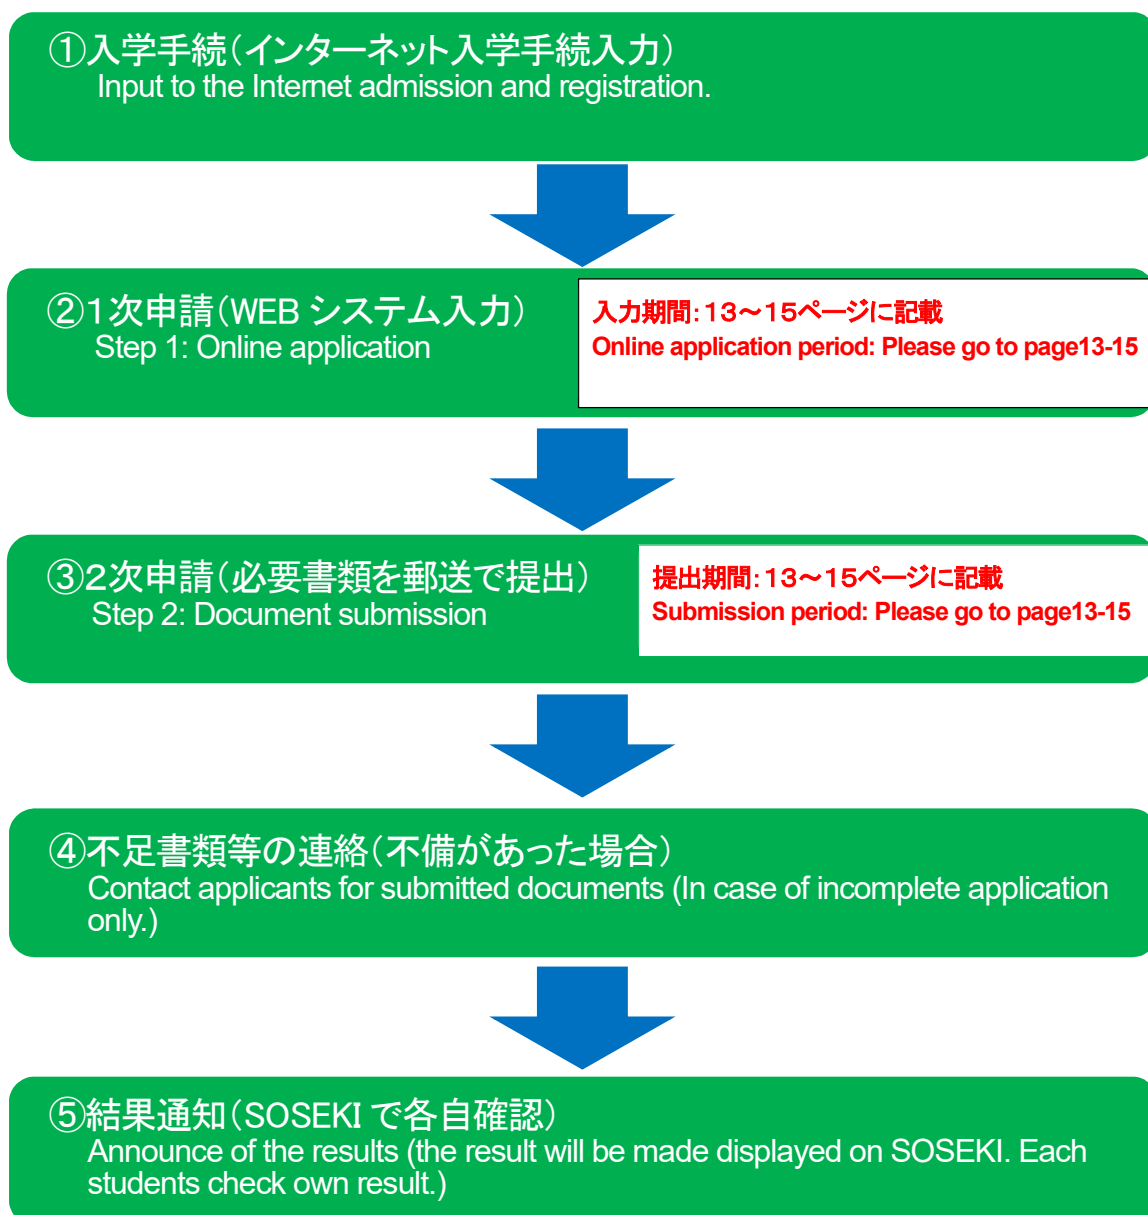 ①入学手続(インターネット入学手続入力)
Input to the Internet admission and registration.
②1次申請(WEB システム入力)
Step 1: Online application
入力期間:13～15ページに記載
Online application period: Please go to page13-15
③2次申請(必要書類を郵送で提出)
Step 2: Document submission
提出期間:13～15ページに記載
Submission period: Please go to page13-15
④不足書類等の連絡(不備があった場合)
Contact applicants for submitted documents (In case of incomplete application
only.)
⑤結果通知(SOSEKI で各自確認)
Announce of the results (the result will be made displayed on SOSEKI. Each
students check own result.)